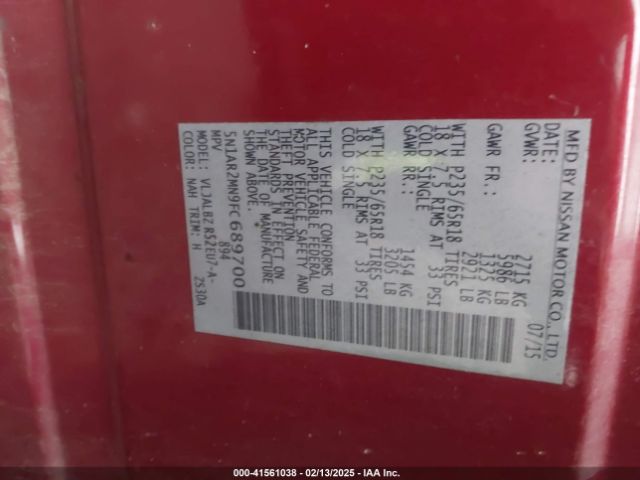 MFD BY NISSAN MOTOR CO., LTD.
DATE: 07/15
GVWR: 2715 KG
5986 LB
GAWR FR: 1325 KG
2921 LB
WITH P235/65R18 TIRES
18 X 7.5 RIMS AT 33 PSI
COLD SINGLE
GAWR RR: 1454 KG
3205 LB
WITH P235/65R18 TIRES
18 X 7.5 RIMS AT 33 PSI
COLD SINGLE
THIS VEHICLE CONFORMS TO
ALL APPLICABLE FEDERAL
MOTOR VEHICLE SAFETY AND
THEFT PREVENTION
STANDARDS IN EFFECT ON
THE DATE OF MANUFACTURE
SHOWN ABOVE.
5N1AR2MN9FC689700
MPV 894
MODEL: VLJALBZ R52EU7-A-
COLOR: NAH TRIM: H ZS30A
000-41561038 - 02/13/2025 - IAA Inc.